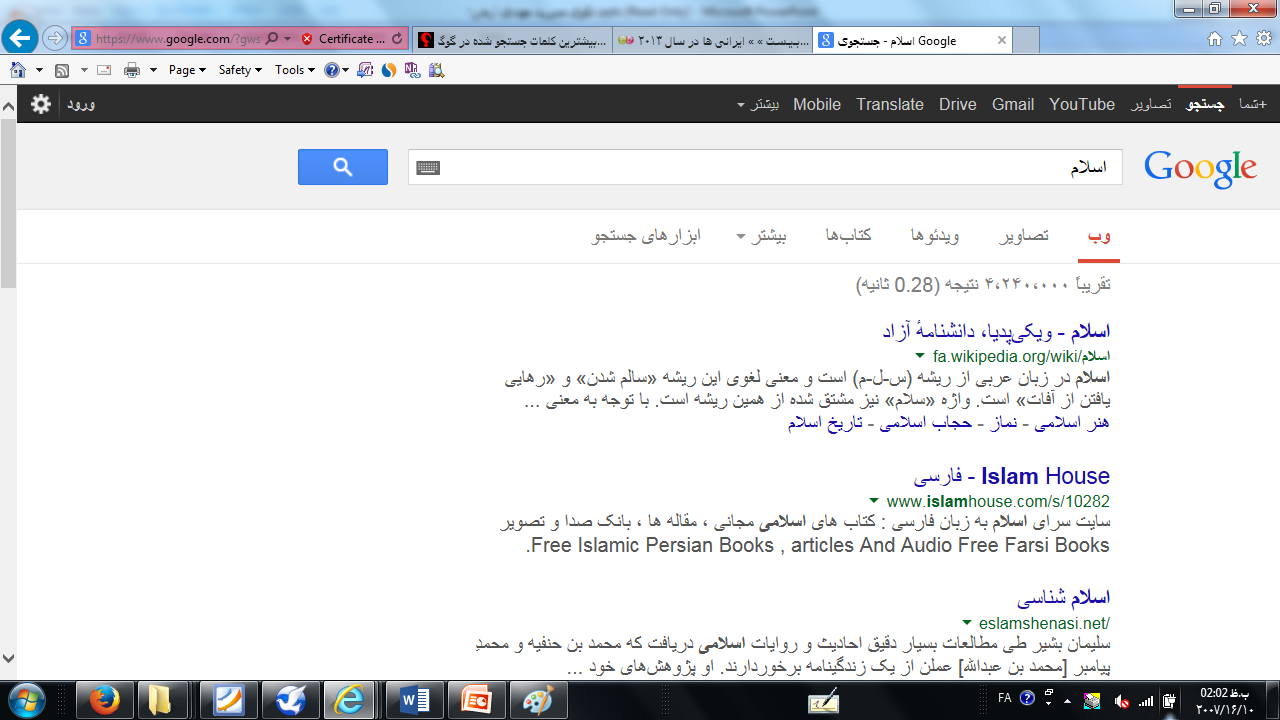 https://www.google.com/?gws
Certificate ...
بیشترین کلمات جستجو شده در گوگ...
بیبیست » » ایرانی ها در سال ۲۰۱۳...
اسلام - جستجوی Google
Page Safety Tools
+شما جستجو تصاویر YouTube Gmail Drive Translate Mobile بیشتر
ورود
Google
اسلام
وب تصاویر ویدئوها کتاب‌ها بیشتر ابزارهای جستجو
تقریباً ۴،۲۴۰،۰۰۰ نتیجه (0.28 ثانیه)
اسلام - ویکی‌پدیا، دانشنامهٔ آزاد
fa.wikipedia.org/wiki/اسلام
اسلام در زبان عربی از ریشه (س-ل-م) است و معنی لغوی این ریشه «سالم شدن» و «رهایی
یافتن از آفات» است. واژه «سلام» نیز مشتق شده از همین ریشه است. با توجه به معنی ...
هنر اسلامی - نماز - حجاب اسلامی - تاریخ اسلام
Islam House - فارسی
www.islamhouse.com/s/10282
سایت سرای اسلام به زبان فارسی : کتاب های اسلامی مجانی ، مقاله ها ، بانک صدا و تصویر
Free Islamic Persian Books , articles And Audio Free Farsi Books.
اسلام شناسی
eslamshenasi.net/
سلیمان بشیر طی مطالعات بسیار دقیق احادیث و روایات اسلامی دریافت که محمد بن حنفیه و محمدِ
پیامبر [محمد بن عبدالله] عملن از یک زندگینامه برخوردارند. او پژوهش‌های خود ...
FA
02:02 ب.ظ
۲۰۰۷/۱۶/۱۰